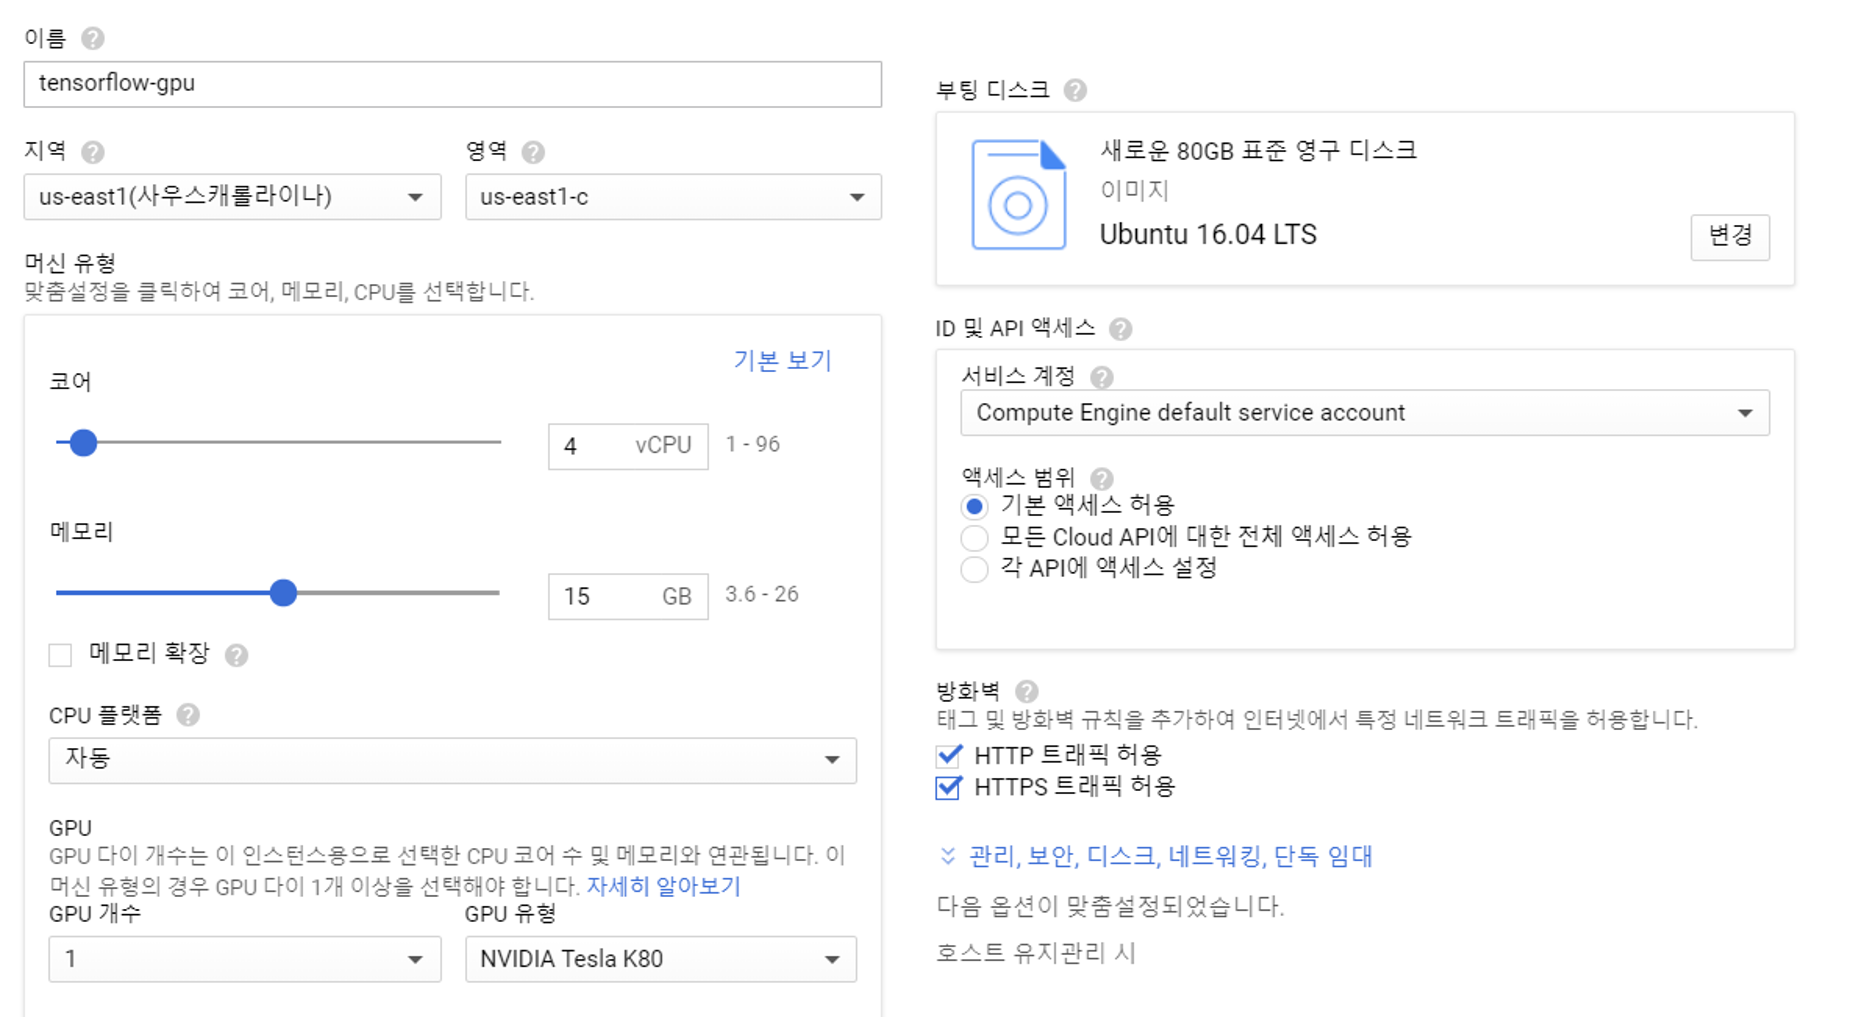 이름
tensorflow-gpu
지역
영역
us-east1(사우스캐롤라이나)
us-east1-c
머신 유형
맞춤설정을 클릭하여 코어, 메모리, CPU를 선택합니다.
기본 보기
코어
4 vCPU 1 - 96
메모리
15 GB 3.6 - 26
메모리 확장
CPU 플랫폼
자동
GPU
GPU 다이 개수는 이 인스턴스용으로 선택한 CPU 코어 수 및 메모리와 연관됩니다. 이
머신 유형의 경우 GPU 다이 1개 이상을 선택해야 합니다. 자세히 알아보기
GPU 개수
GPU 유형
1
NVIDIA Tesla K80
부팅 디스크
새로운 80GB 표준 영구 디스크
이미지
Ubuntu 16.04 LTS
변경
ID 및 API 액세스
서비스 계정
Compute Engine default service account
액세스 범위
기본 액세스 허용
모든 Cloud API에 대한 전체 액세스 허용
각 API에 액세스 설정
방화벽
태그 및 방화벽 규칙을 추가하여 인터넷에서 특정 네트워크 트래픽을 허용합니다.
HTTP 트래픽 허용
HTTPS 트래픽 허용
관리, 보안, 디스크, 네트워킹, 단독 임대
다음 옵션이 맞춤설정되었습니다.
호스트 유지관리 시